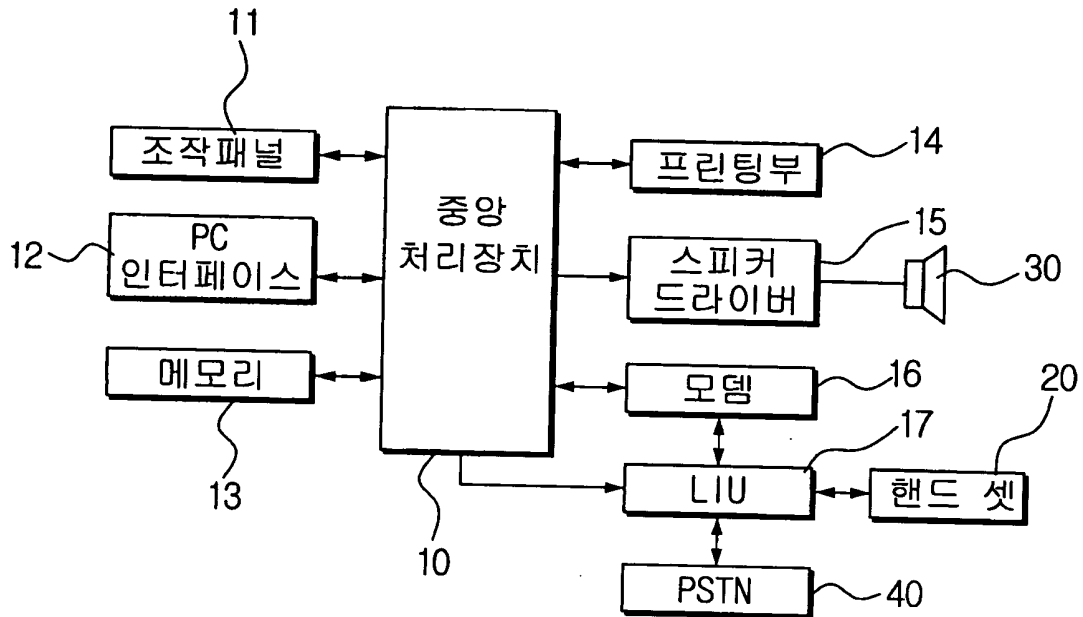 11
조작패널
12
PC
인터페이스
메모리
13
중앙
처리장치
10
프린팅부
14
스피커
드라이버
15
30
모뎀
16
LIU
17
핸드 셋
20
PSTN
40